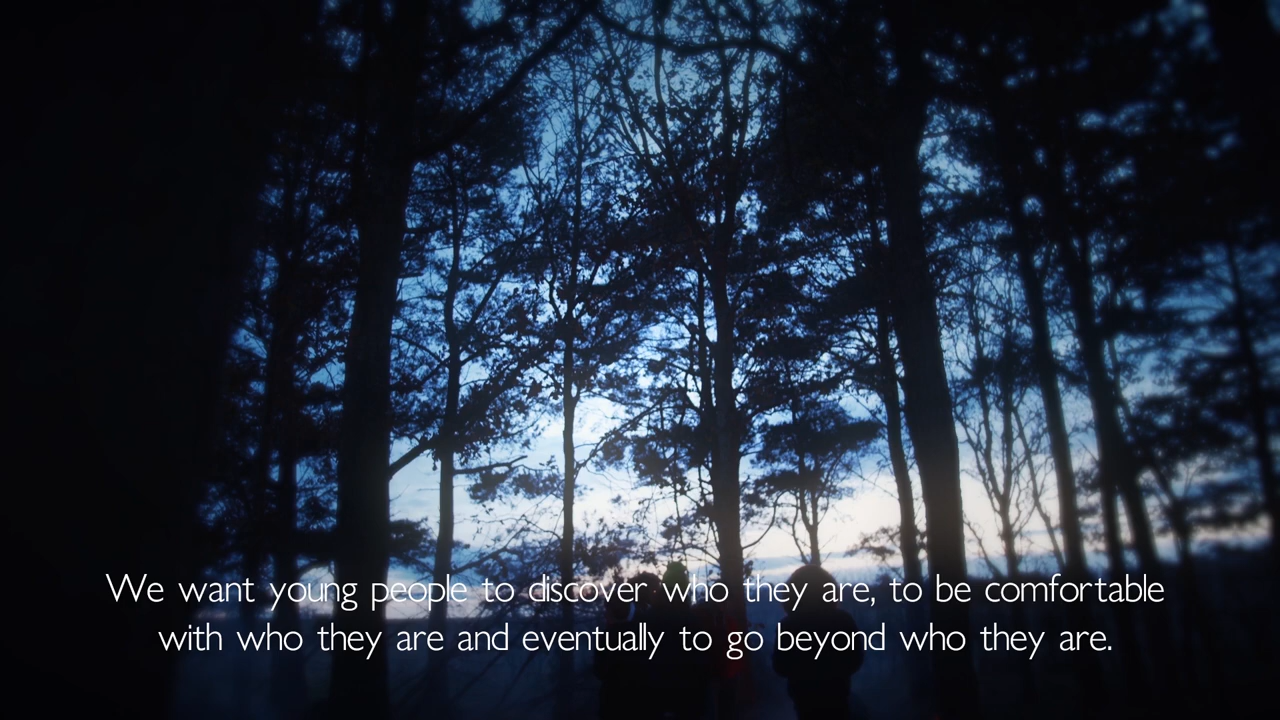 We want young people to discover who they are, to be comfortable
with who they are and eventually to go beyond who they are.